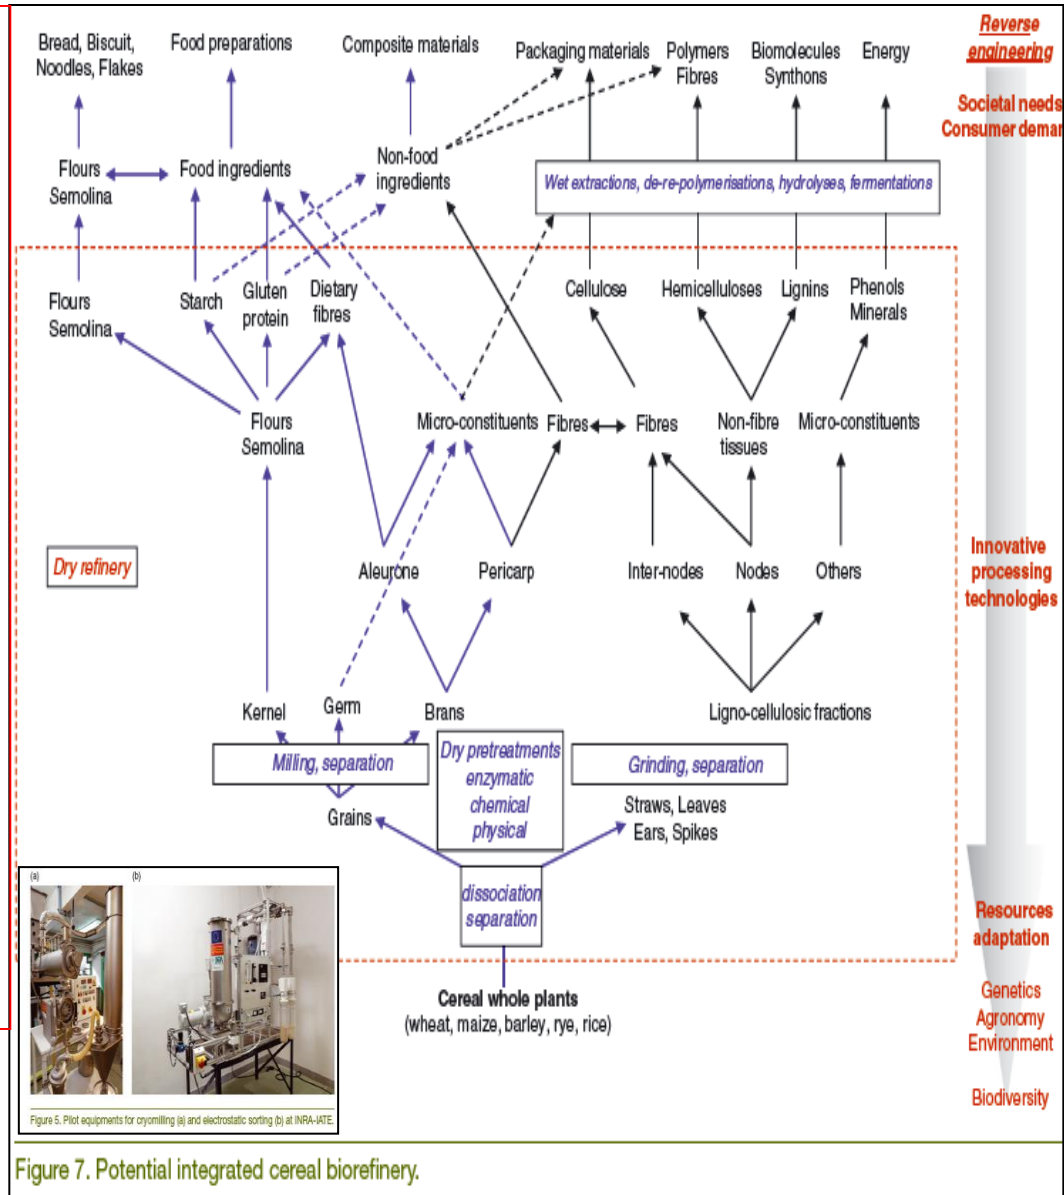 Reverse
engineering
Bread, Biscuit,
Noodles, Flakes
Food preparations
Composite materials
Packaging materials
Polymers
Fibres
Biomolecules
Synthons
Energy
Societal needs
Consumer deman
Flours
Semolina
Food ingredients
Non-food
ingredients
Wet extractions, de-re-polymerisations, hydrolyses, fermentations
Flours
Semolina
Starch
Gluten
protein
Dietary
fibres
Cellulose
Hemicelluloses
Lignins
Phenols
Minerals
Flours
Semolina
Micro-constituents
Fibres
Fibres
Non-fibre
tissues
Micro-constituents
Dry refinery
Aleurone
Pericarp
Inter-nodes
Nodes
Others
Innovative
processing
technologies
Kernel
Germ
Brans
Ligno-cellulosic fractions
Milling, separation
Dry pretreatments
enzymatic
chemical
physical
Grinding, separation
Grains
Straws, Leaves
Ears, Spikes
dissociation
separation
Resources
adaptation
Cereal whole plants
(wheat, maize, barley, rye, rice)
Genetics
Agronomy
Environment
Biodiversity
(a)
(b)
Figure 5. Pilot equipments for cryomilling (a) and electrostatic sorting (b) at INRA-IATE.
Figure 7. Potential integrated cereal biorefinery.